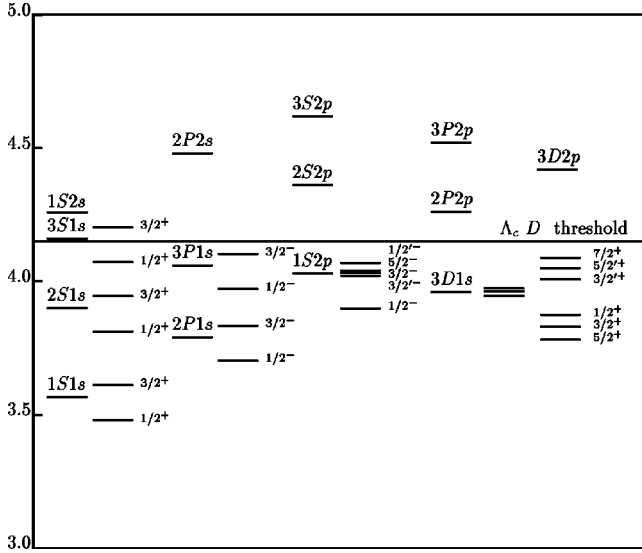 5.0
3S2p
2P2s
3P2p
4.5
3D2p
2S2p
1S2s
2P2p
3S1s
3/2⁺
Λc D threshold
3P1s
3/2⁻
1/2′⁻
7/2⁺
1/2⁺
1S2p
5/2⁻
5/2′⁺
4.0
3/2⁻
3D1s
3/2′⁺
2S1s
3/2⁺
1/2⁻
3/2′⁻
1/2⁻
1/2⁺
2P1s
1/2⁺
3/2⁻
3/2⁺
5/2⁺
1/2⁻
1S1s
3/2⁺
3.5
1/2⁺
3.0